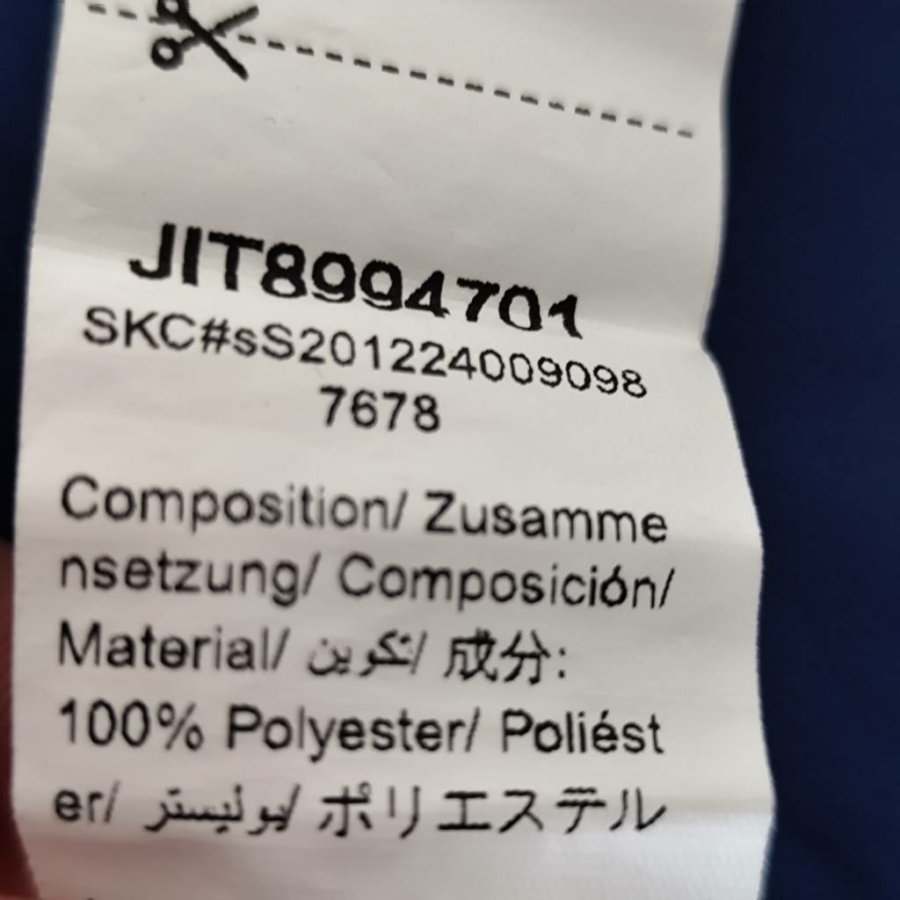 JIT8994701
SKC#sS201224009098
7678
Composition/ Zusamme
nsetzung/ Composición/
Material/ تكوين/ 成分:
100% Polyester/ Poliést
er/ بوليستر/ ポリエステル